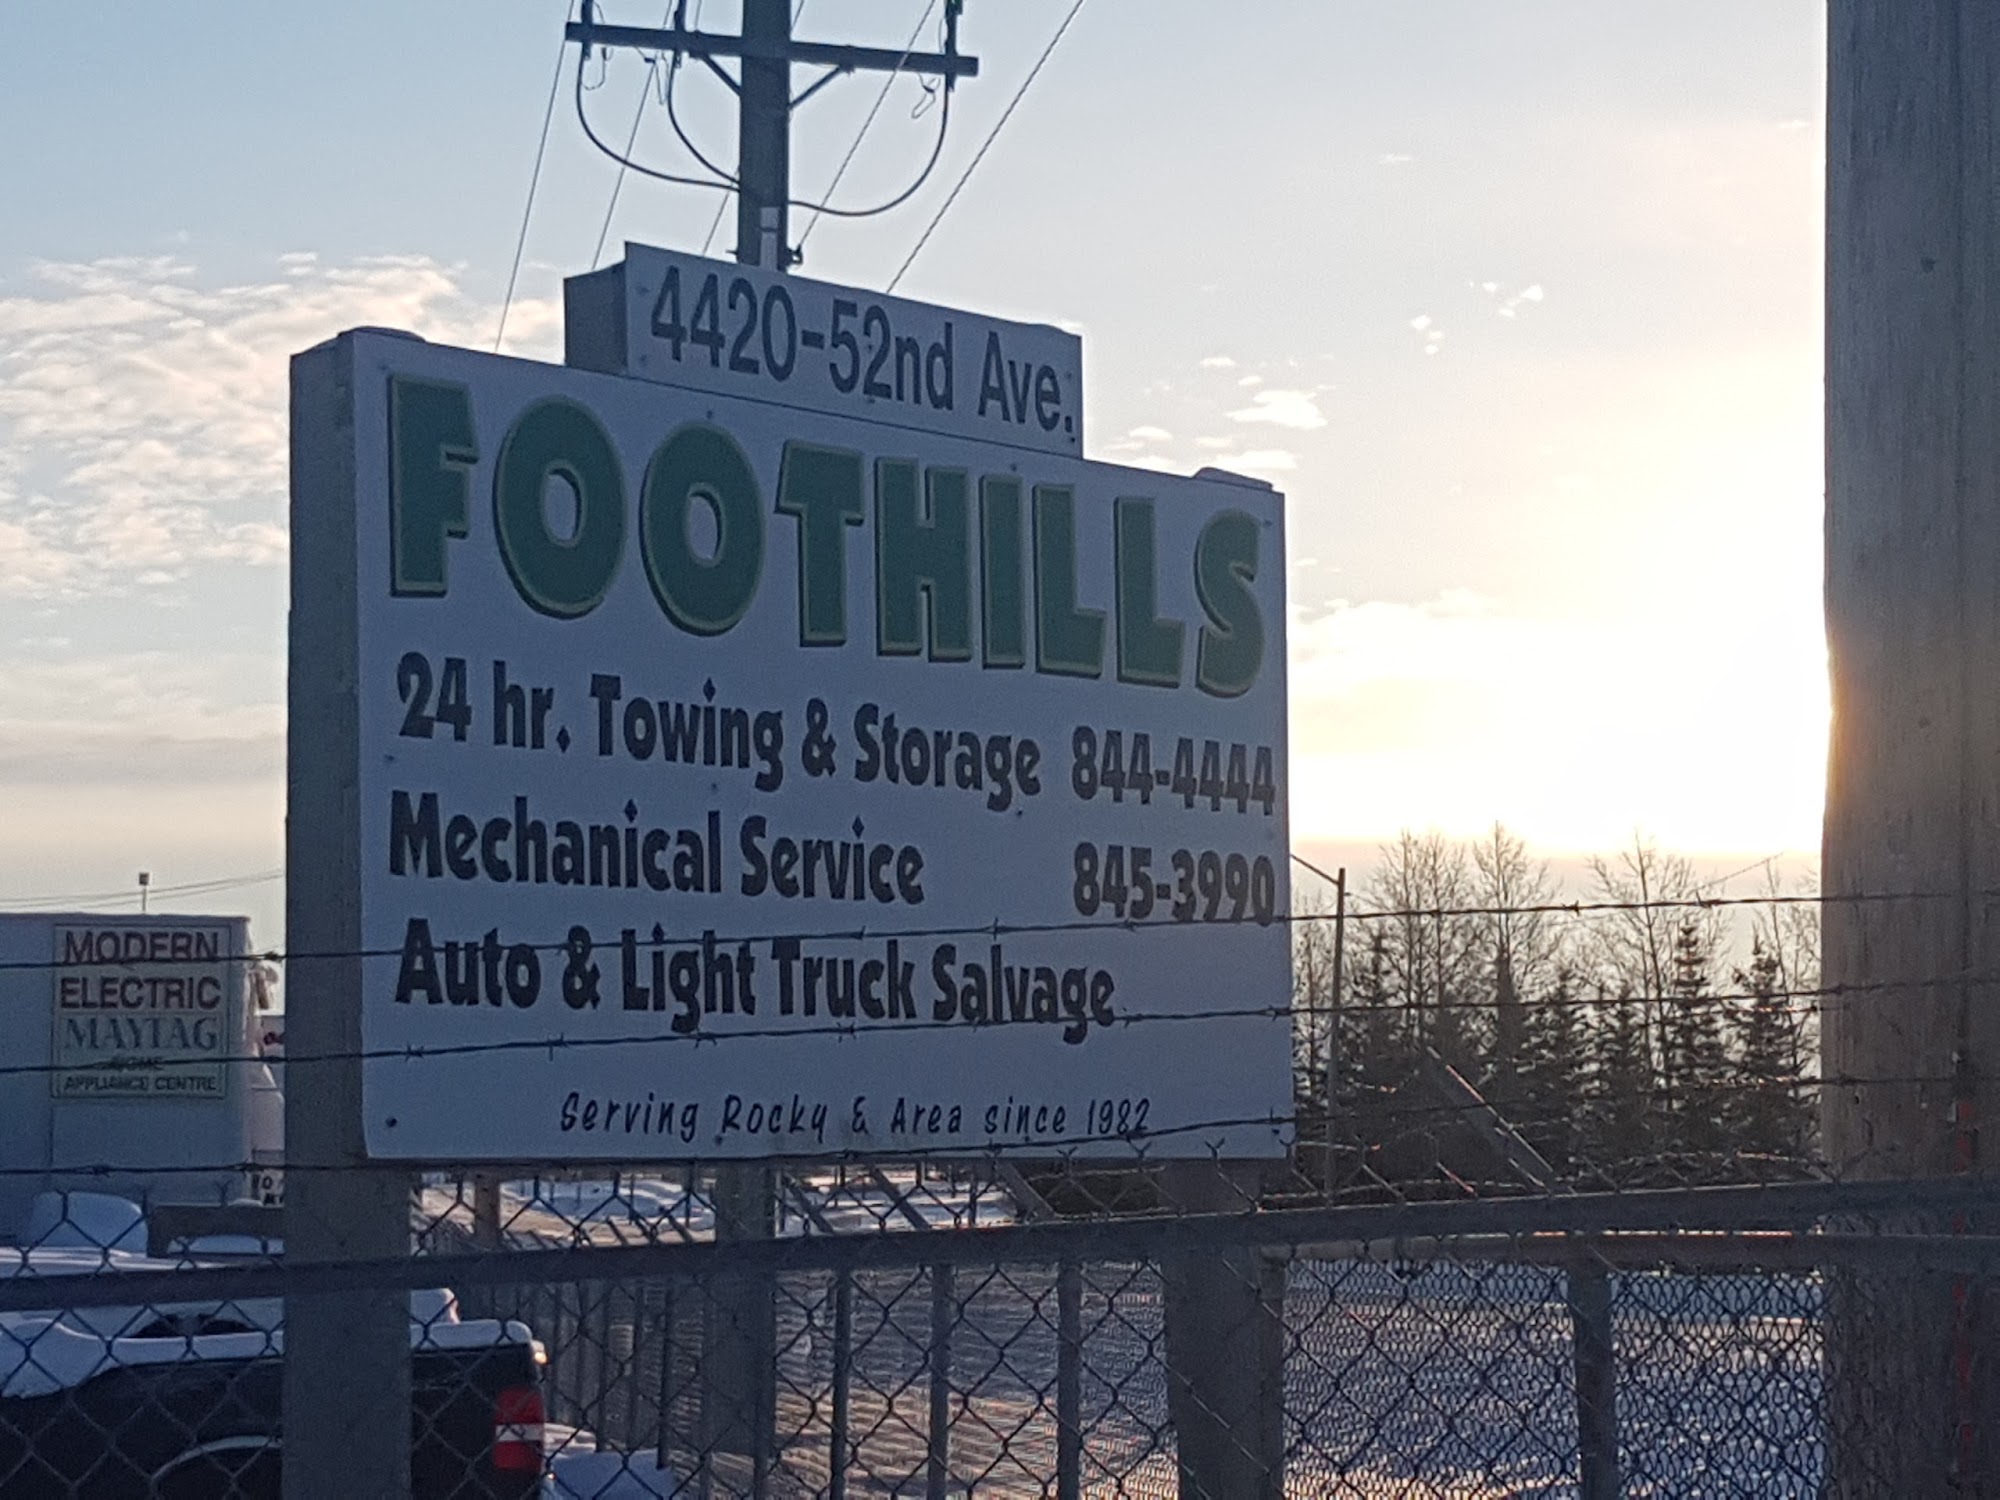 4420-52nd Ave.
FOOTHILLS
24 hr. Towing & Storage 844-4444
Mechanical Service 845-3990
Auto & Light Truck Salvage
Serving Rocky & Area since 1982
MODERN
ELECTRIC
MAYTAG
HOME
APPLIANCE CENTRE